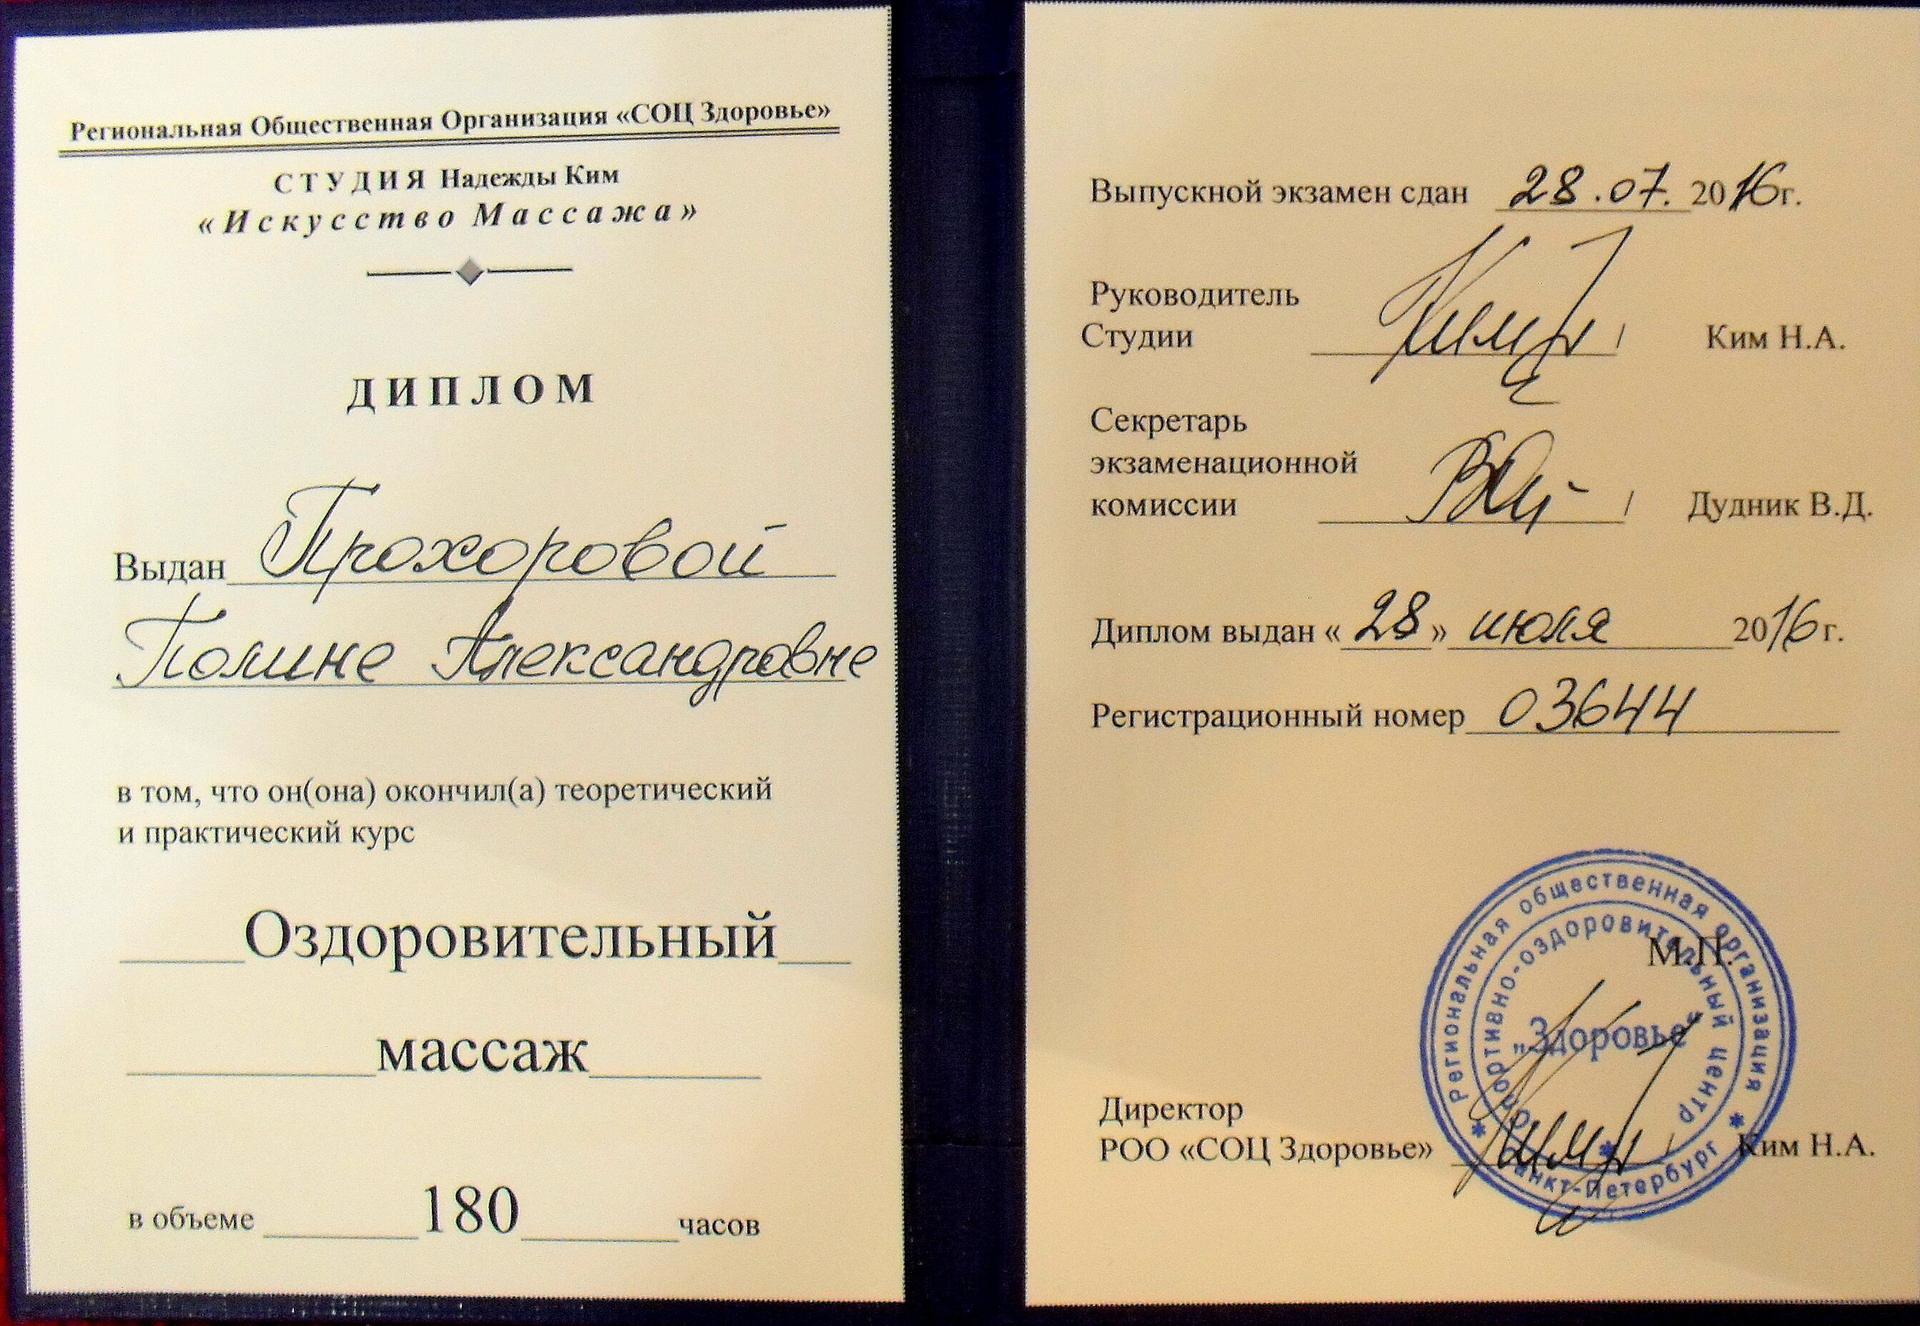 Региональная Общественная Организация «СОЦ Здоровье»
СТУДИЯ Надежды Ким
«Искусство Массажа»
ДИПЛОМ
Выдан Прохоровой
Полине Александровне
в том, что он(она) окончил(а) теоретический
и практический курс
Оздоровительный
массаж
в объеме 180 часов
Выпускной экзамен сдан 28.07.2016г.
Руководитель
Студии / Ким Н.А.
Секретарь
экзаменационной
комиссии / Дудник В.Д.
Диплом выдан «28» июля 2016г.
Регистрационный номер 03644
Региональная общественная организация
Спортивно-оздоровительный центр
М.П.
„Здоровье"
Санкт-Петербург
Директор
РОО «СОЦ Здоровье» / Ким Н.А.